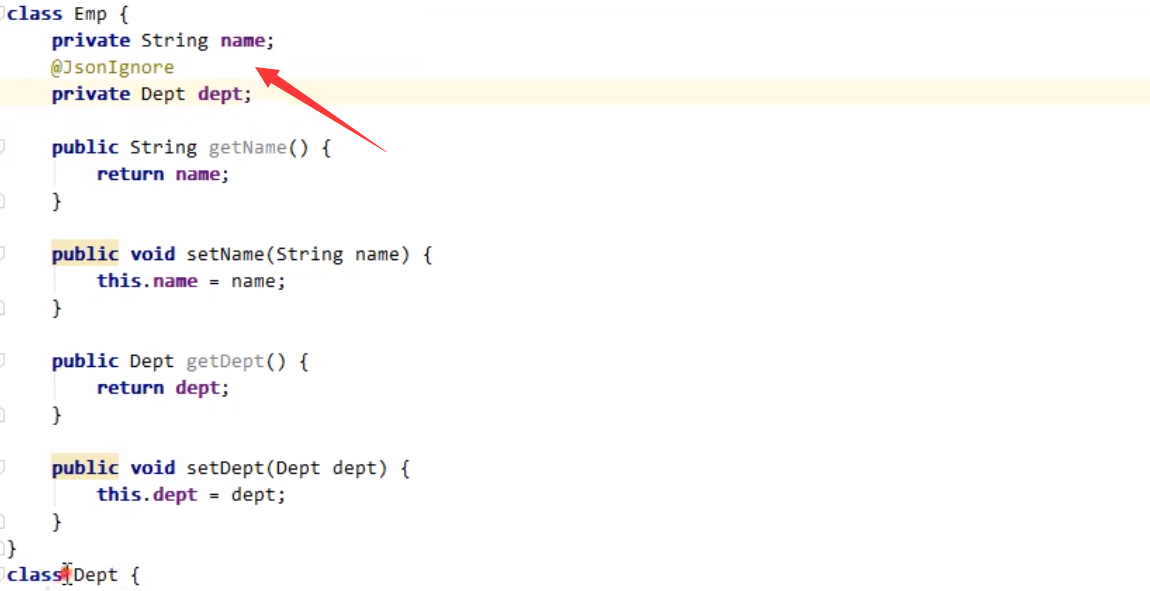 class Emp {
    private String name;
    @JsonIgnore
    private Dept dept;
    public String getName() {
        return name;
    }
    public void setName(String name) {
        this.name = name;
    }
    public Dept getDept() {
        return dept;
    }
    public void setDept(Dept dept) {
        this.dept = dept;
    }
}
class Dept {